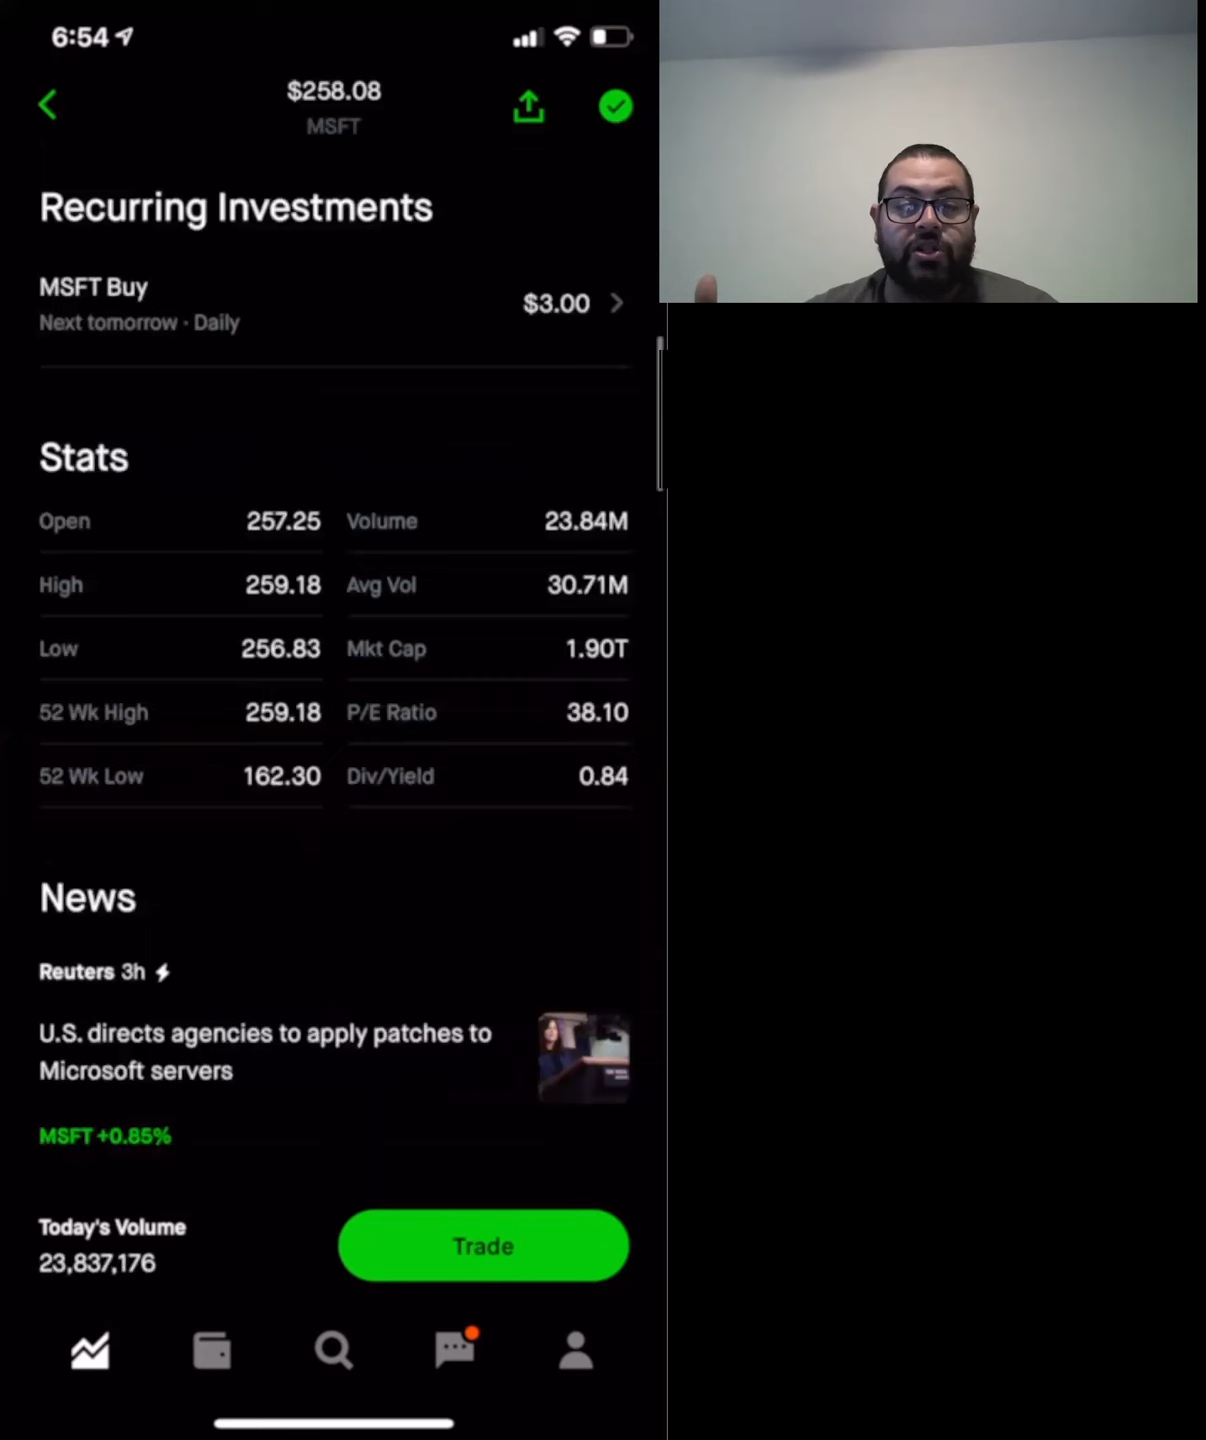 6:54
$258.08
MSFT
Recurring Investments
MSFT Buy
$3.00
Next tomorrow · Daily
Stats
Open 257.25 Volume 23.84M
High 259.18 Avg Vol 30.71M
Low 256.83 Mkt Cap 1.90T
52 Wk High 259.18 P/E Ratio 38.10
52 Wk Low 162.30 Div/Yield 0.84
News
Reuters 3h
U.S. directs agencies to apply patches to
Microsoft servers
MSFT +0.85%
Today's Volume
23,837,176
Trade